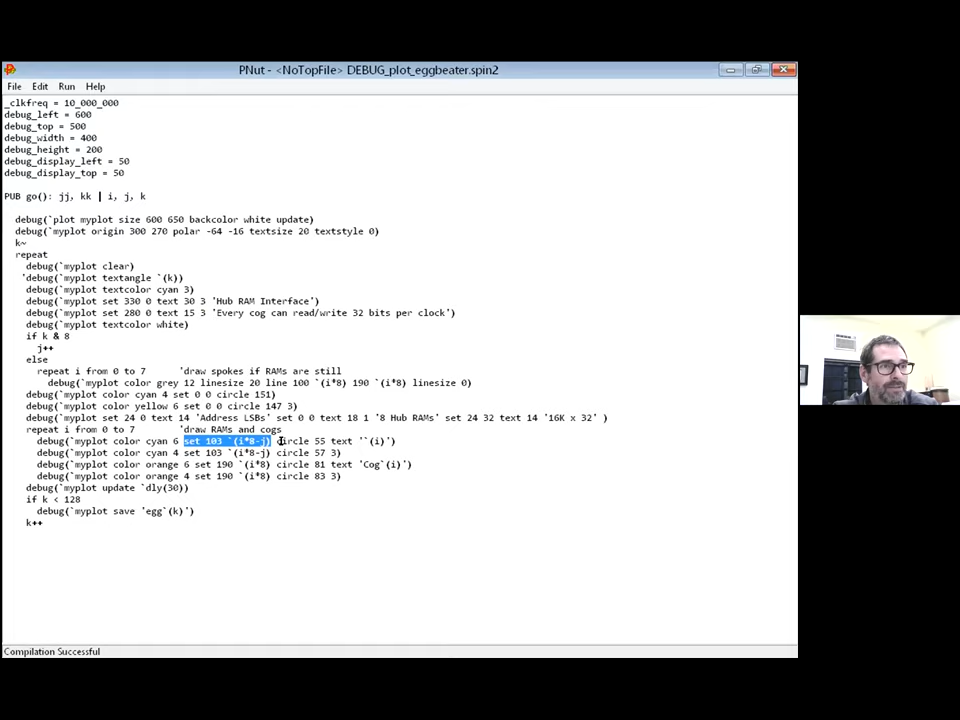 PNut - <NoTopFile> DEBUG_plot_eggbeater.spin2
File Edit Run Help
_clkfreq = 10_000_000
debug_left = 600
debug_top = 500
debug_width = 400
debug_height = 200
debug_display_left = 50
debug_display_top = 50
PUB go(): jj, kk | i, j, k
debug(`plot myplot size 600 650 backcolor white update)
debug(`myplot origin 300 270 polar -64 -16 textsize 20 textstyle 0)
k~
repeat
debug(`myplot clear)
'debug(`myplot textangle `(k))
debug(`myplot textcolor cyan 3)
debug(`myplot set 330 0 text 30 3 'Hub RAM Interface')
debug(`myplot set 280 0 text 15 3 'Every cog can read/write 32 bits per clock')
debug(`myplot textcolor white)
if k & 8
j++
else
repeat i from 0 to 7 'draw spokes if RAMs are still
debug(`myplot color grey 12 linesize 20 line 100 `(i*8) 190 `(i*8) linesize 0)
debug(`myplot color cyan 4 set 0 0 circle 151)
debug(`myplot color yellow 6 set 0 0 circle 147 3)
debug(`myplot set 24 0 text 14 'Address LSBs' set 0 0 text 18 1 '8 Hub RAMs' set 24 32 text 14 '16K x 32' )
repeat i from 0 to 7 'draw RAMs and cogs
debug(`myplot color cyan 6 set 103 `(i*8-j) circle 55 text '`(i)')
debug(`myplot color cyan 4 set 103 `(i*8-j) circle 57 3)
debug(`myplot color orange 6 set 190 `(i*8) circle 81 text 'Cog`(i)')
debug(`myplot color orange 4 set 190 `(i*8) circle 83 3)
debug(`myplot update `dly(30))
if k < 128
debug(`myplot save 'egg`(k)')
k++
Compilation Successful